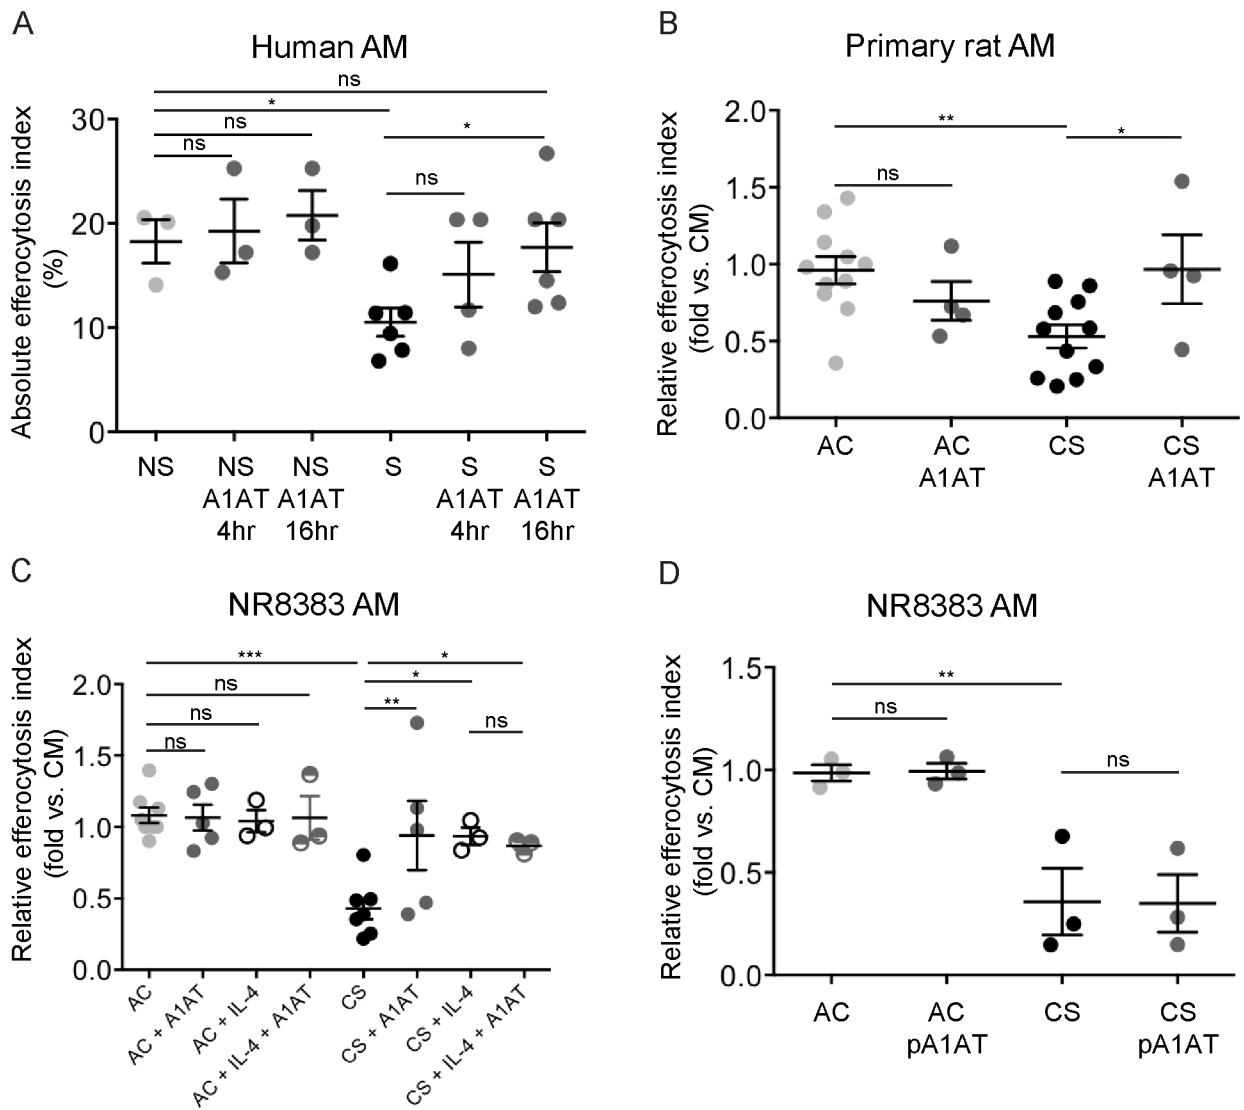 A
Human AM
Absolute efferocytosis index
(%)
30
20
10
0
ns
*
ns
ns
*
ns
NS
NS
A1AT
4hr
NS
A1AT
16hr
S
S
A1AT
4hr
S
A1AT
16hr
B
Primary rat AM
Relative efferocytosis index
(fold vs. CM)
2.0
1.5
1.0
0.5
0.0
**
*
ns
AC
AC
A1AT
CS
CS
A1AT
C
NR8383 AM
Relative efferocytosis index
(fold vs. CM)
2.0
1.5
1.0
0.5
0.0
***
*
ns
*
ns
**
ns
ns
AC
AC + A1AT
AC + IL-4
AC + IL-4 + A1AT
CS
CS + A1AT
CS + IL-4
CS + IL-4 + A1AT
D
NR8383 AM
Relative efferocytosis index
(fold vs. CM)
1.5
1.0
0.5
0.0
**
ns
ns
AC
AC
pA1AT
CS
CS
pA1AT